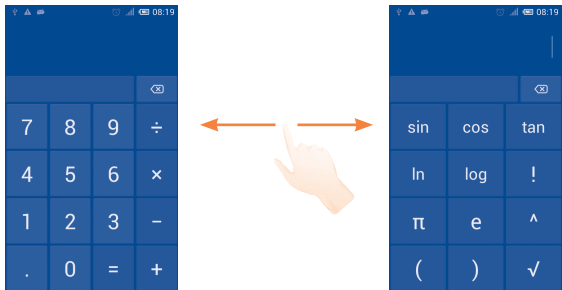 08:19
7 8 9 ÷
4 5 6 ×
1 2 3 −
. 0 = +
08:19
sin cos tan
ln log !
π e ^
( ) √